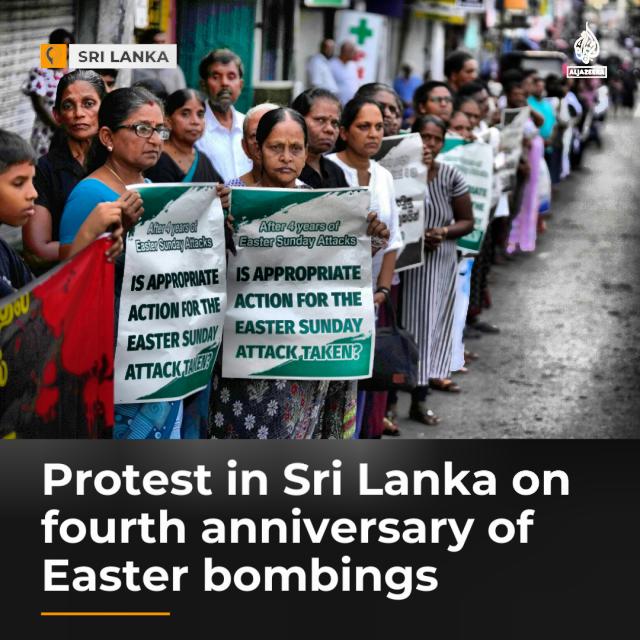 SRI LANKA
ALJAZEERA
After 4 years of
Easter Sunday Attacks
IS APPROPRIATE
ACTION FOR THE
EASTER SUNDAY
ATTACK TAKEN?
After 4 years of
Easter Sunday Attacks
IS APPROPRIATE
ACTION FOR THE
EASTER SUNDAY
ATTACK TAKEN?
Protest in Sri Lanka on
fourth anniversary of
Easter bombings